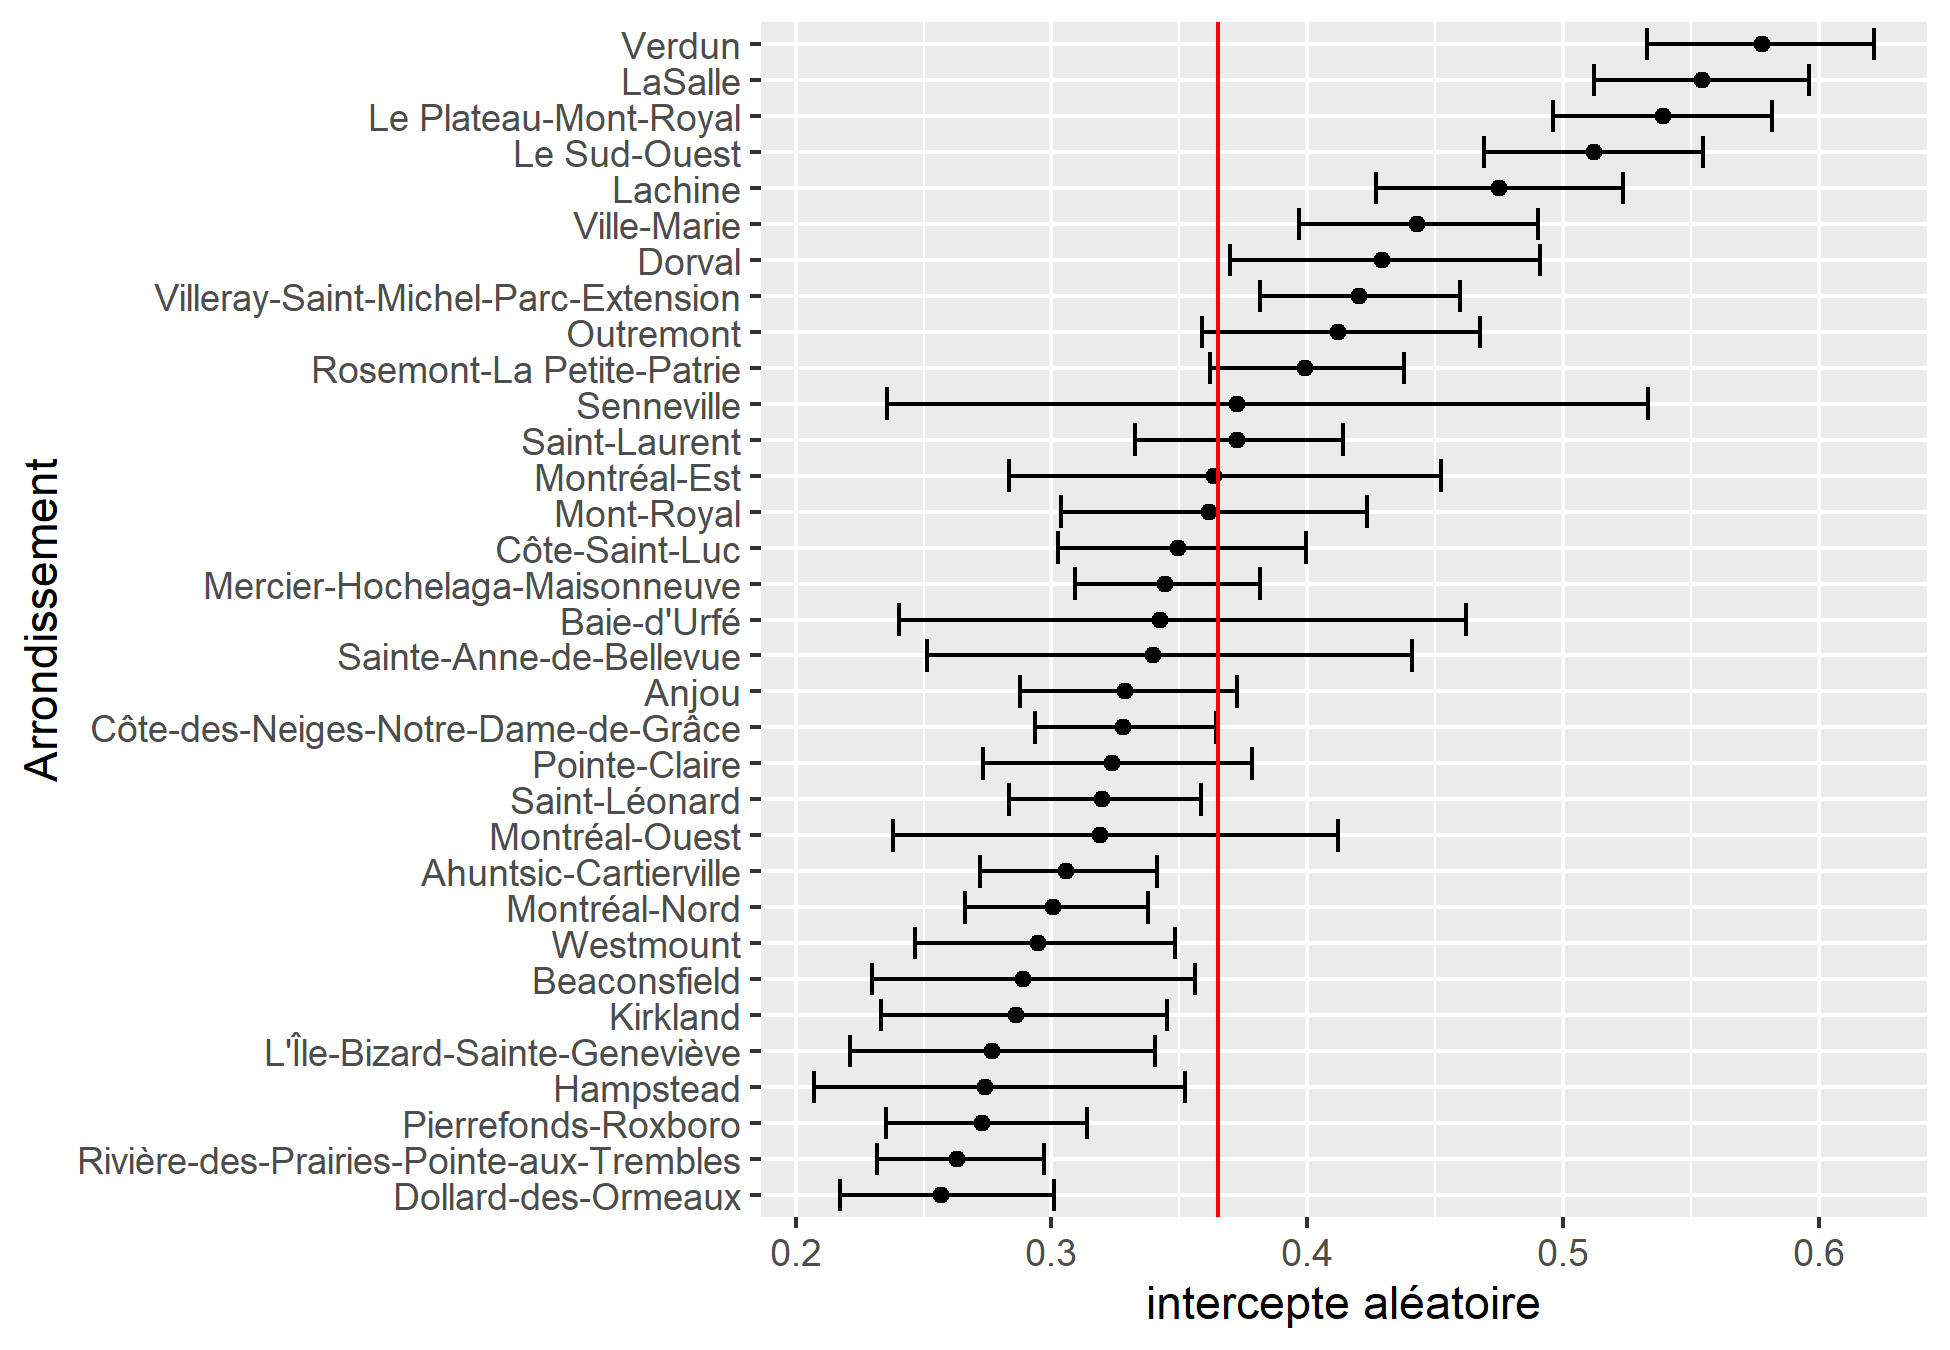 Verdun
LaSalle
Le Plateau-Mont-Royal
Le Sud-Ouest
Lachine
Ville-Marie
Dorval
Villeray-Saint-Michel-Parc-Extension
Outremont
Rosemont-La Petite-Patrie
Senneville
Saint-Laurent
Montréal-Est
Mont-Royal
Côte-Saint-Luc
Mercier-Hochelaga-Maisonneuve
Baie-d'Urfé
Sainte-Anne-de-Bellevue
Anjou
Côte-des-Neiges-Notre-Dame-de-Grâce
Pointe-Claire
Saint-Léonard
Montréal-Ouest
Ahuntsic-Cartierville
Montréal-Nord
Westmount
Beaconsfield
Kirkland
L'Île-Bizard-Sainte-Geneviève
Hampstead
Pierrefonds-Roxboro
Rivière-des-Prairies-Pointe-aux-Trembles
Dollard-des-Ormeaux
Arrondissement
0.2 0.3 0.4 0.5 0.6
intercepte aléatoire